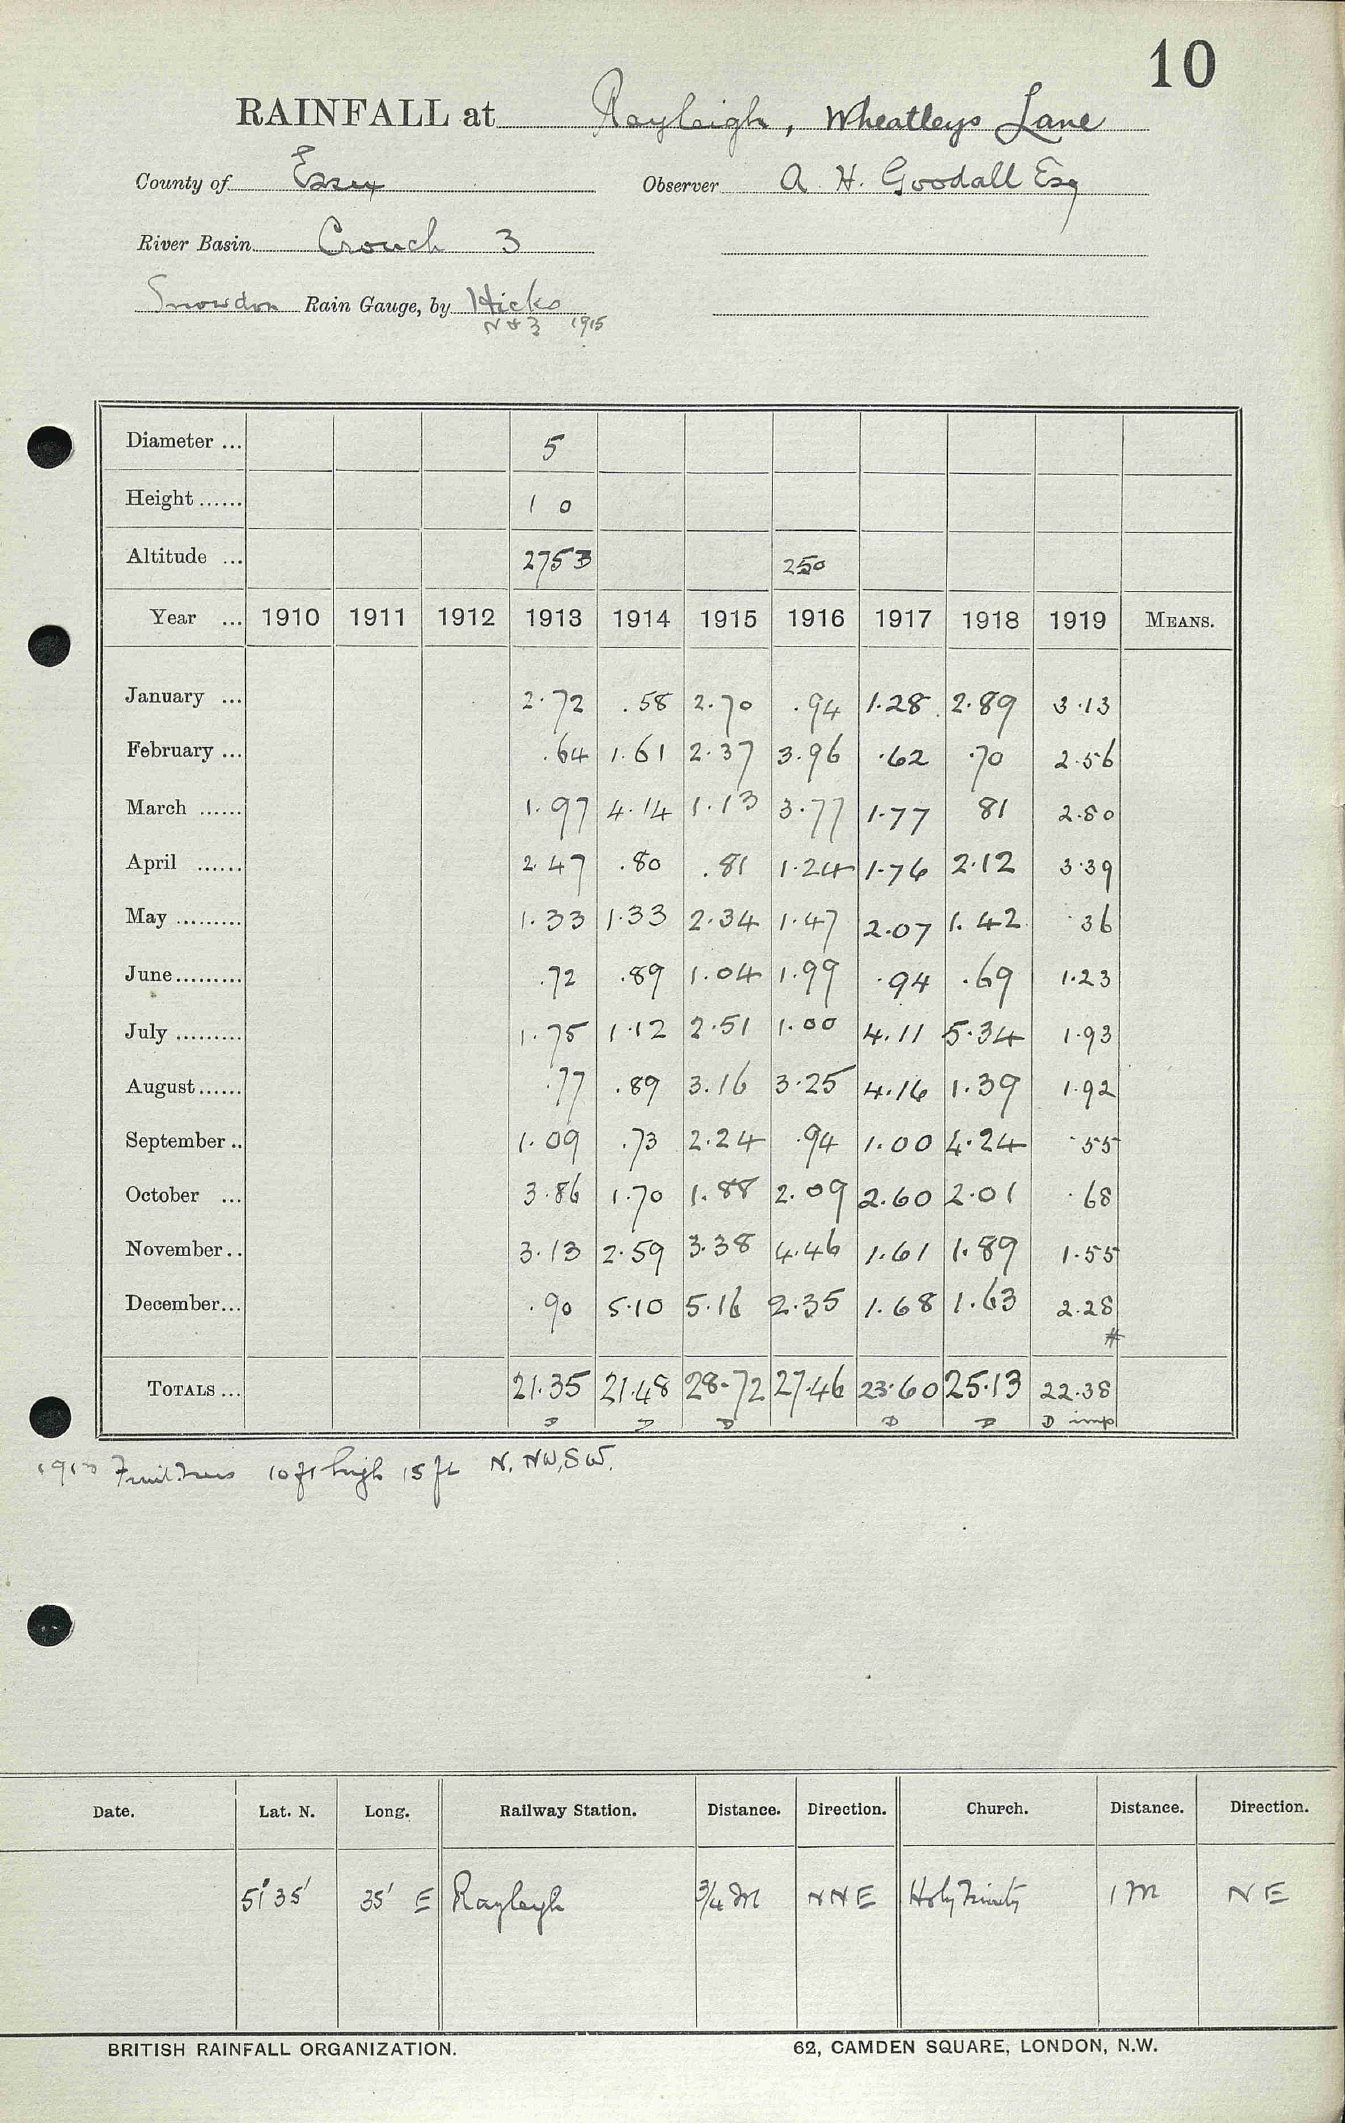 10
RAINFALL at Rayleigh, Wheatleys Lane
County of Essex Observer A. H. Goodall Esq
River Basin Crouch 3
Snowdon Rain Gauge, by Hicks
N & Z 1915
Diameter ... 5
Height ...... 1 0
Altitude ... 275 B 250
Year ... 1910 1911 1912 1913 1914 1915 1916 1917 1918 1919 MEANS.
January ... 2.72 .58 2.70 .94 1.28 2.89 3.13
February ... .64 1.61 2.37 3.96 .62 .70 2.56
March ...... 1.97 4.14 1.13 3.77 1.77 81 2.80
April ...... 2.47 .80 .81 1.24 1.76 2.12 3.39
May ......... 1.33 1.33 2.34 1.47 2.07 1.42 .36
June ......... .72 .89 1.04 1.99 .94 .69 1.23
July ......... 1.75 1.12 2.51 1.00 4.11 5.34 1.93
August ...... .77 .89 3.16 3.25 4.16 1.39 1.92
September .. 1.09 .73 2.24 .94 1.00 4.24 .55
October ... 3.86 1.70 1.88 2.09 2.60 2.01 .68
November .. 3.13 2.59 3.38 4.46 1.61 1.89 1.55
December ... .90 5.10 5.16 2.35 1.68 1.63 2.28
#
TOTALS ... 21.35 21.48 28.72 27.46 23.60 25.13 22.38
D D D D D D imp
1913 Fruit trees 10 ft high 15 ft N. NW, SW.
Date. Lat. N. Long. Railway Station. Distance. Direction. Church. Distance. Direction.
51° 35' 35' E Rayleigh 3/4 M NNE Holy Trinity 1 M NE
BRITISH RAINFALL ORGANIZATION. 62, CAMDEN SQUARE, LONDON, N.W.